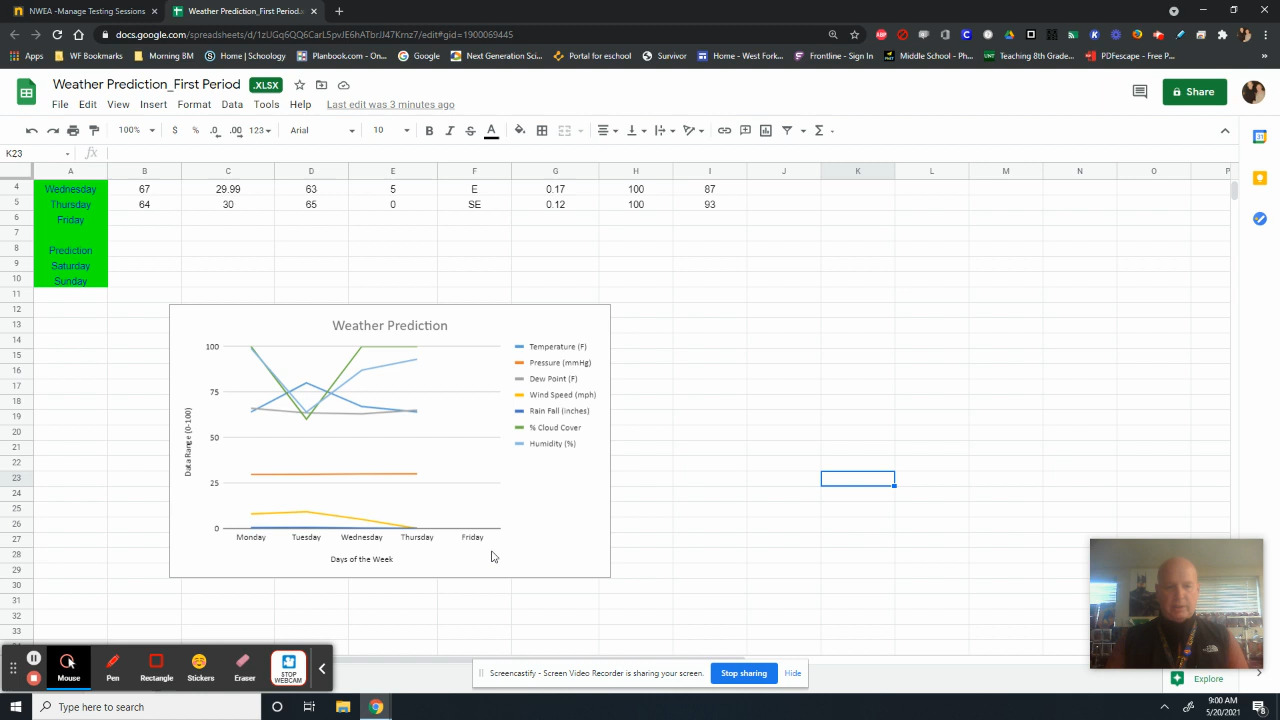 NWEA -Manage Testing Sessions
Weather Prediction_First Period.
docs.google.com/spreadsheets/d/1zUGq6QQ6CarL5pvJE6hATbrJJ47Krnz7/edit#gid=1900069445
Apps WF Bookmarks Morning BM Home | Schoology Planbook.com - On... Google Next Generation Sci... Portal for eschool Survivor Home - West Fork... Frontline - Sign In Middle School - Ph... Teaching 8th Grade... PDFescape - Free P...
Weather Prediction_First Period .XLSX
Share
File Edit View Insert Format Data Tools Help Last edit was 3 minutes ago
100% $ % .0 .00 123 Arial 10 B I S A
K23 fx
A B C D E F G H I J K L M N O P
4 Wednesday 67 29.99 63 5 E 0.17 100 87
5 Thursday 64 30 65 0 SE 0.12 100 93
6 Friday
7
8 Prediction
9 Saturday
10 Sunday
11
12
13
14
15
16
17
18
19
20
21
22
23
24
25
26
27
28
29
30
31
32
33
Weather Prediction
100
75
50
25
0
Data Range (0-100)
Monday Tuesday Wednesday Thursday Friday
Days of the Week
Temperature (F)
Pressure (mmHg)
Dew Point (F)
Wind Speed (mph)
Rain Fall (inches)
% Cloud Cover
Humidity (%)
Mouse Pen Rectangle Stickers Eraser STOP WEBCAM
Screencastify - Screen Video Recorder is sharing your screen. Stop sharing Hide
Explore
Type here to search
9:00 AM
5/20/2021
8